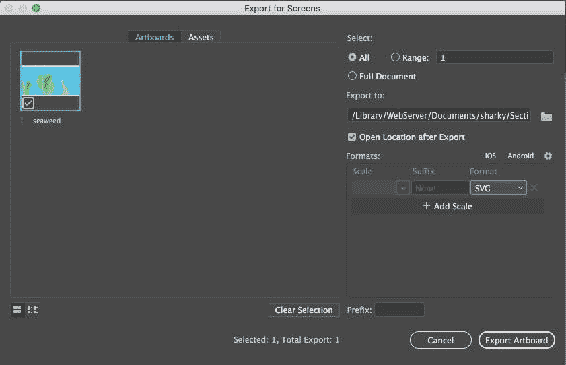 Export for Screens
Artboards Assets
Select:
All Range: 1
Full Document
Export to:
/Library/WebServer/Documents/sharky/Secti
Open Location after Export
Formats: iOS Android
Scale Suffix Format
None SVG
+ Add Scale
1 seaweed
Clear Selection Prefix:
Selected: 1, Total Export: 1
Cancel Export Artboard